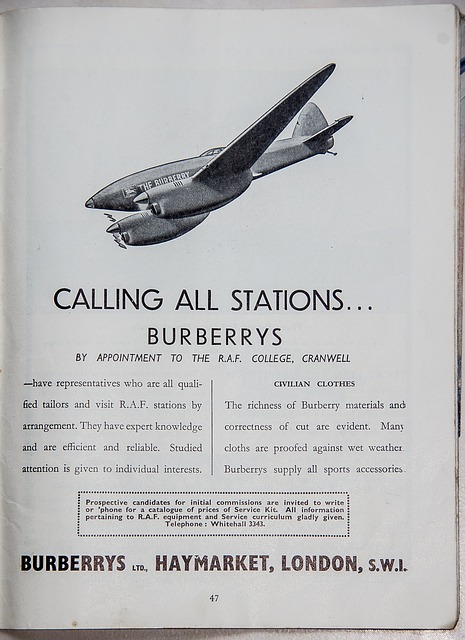 THE BURBERRY
CALLING ALL STATIONS...
BURBERRYS
BY APPOINTMENT TO THE R.A.F. COLLEGE, CRANWELL
—have representatives who are all quali-
fied tailors and visit R.A.F. stations by
arrangement. They have expert knowledge
and are efficient and reliable. Studied
attention is given to individual interests.
CIVILIAN CLOTHES
The richness of Burberry materials and
correctness of cut are evident. Many
cloths are proofed against wet weather.
Burberrys supply all sports accessories.
Prospective candidates for initial commissions are invited to write
or 'phone for a catalogue of prices of Service Kit. All information
pertaining to R.A.F. equipment and Service curriculum gladly given.
Telephone : Whitehall 3343.
BURBERRYS LTD., HAYMARKET, LONDON, S.W.I.
47